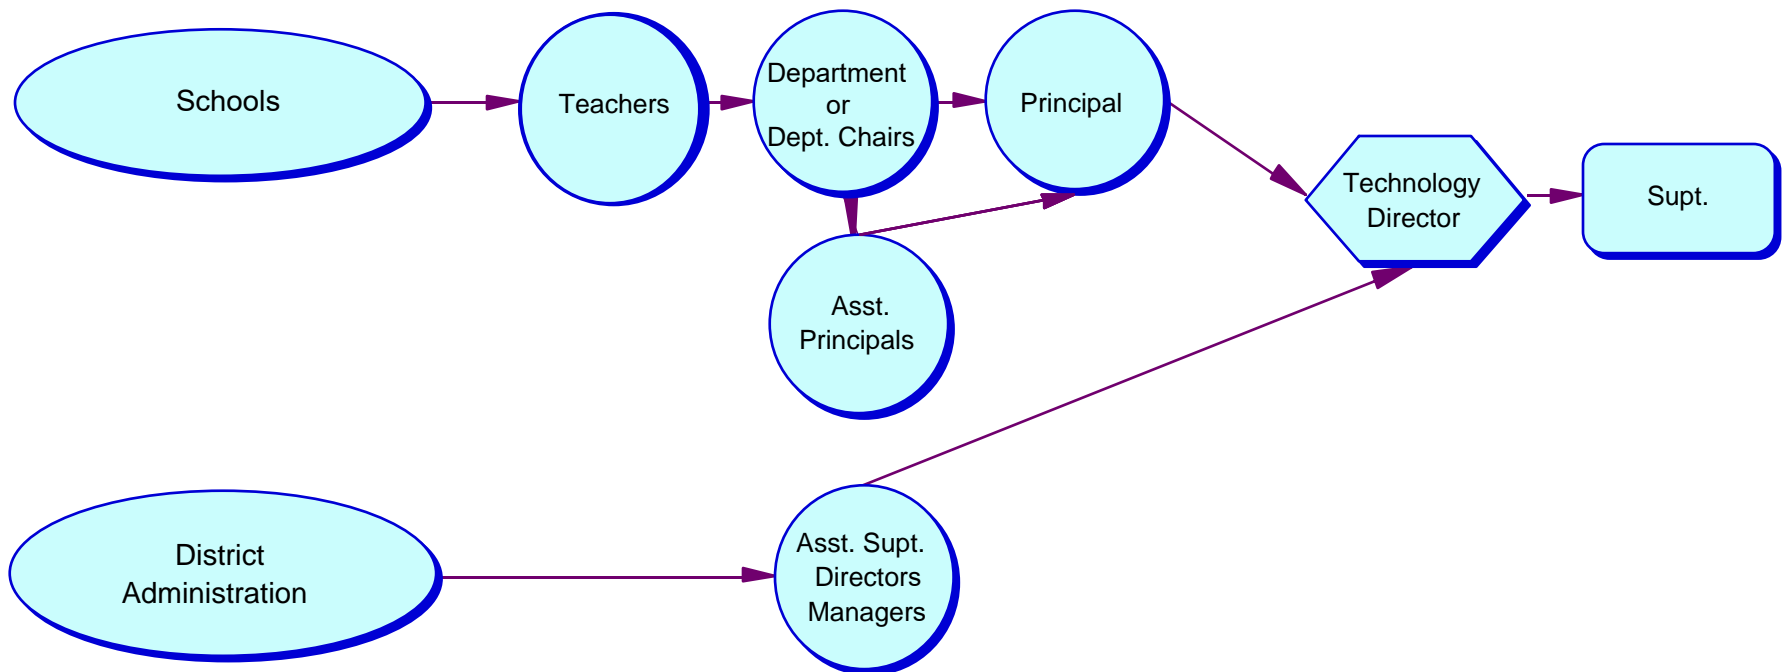 Schools
Teachers
Department
or
Dept. Chairs
Principal
Technology
Director
Supt.
Asst.
Principals
District
Administration
Asst. Supt.
Directors
Managers